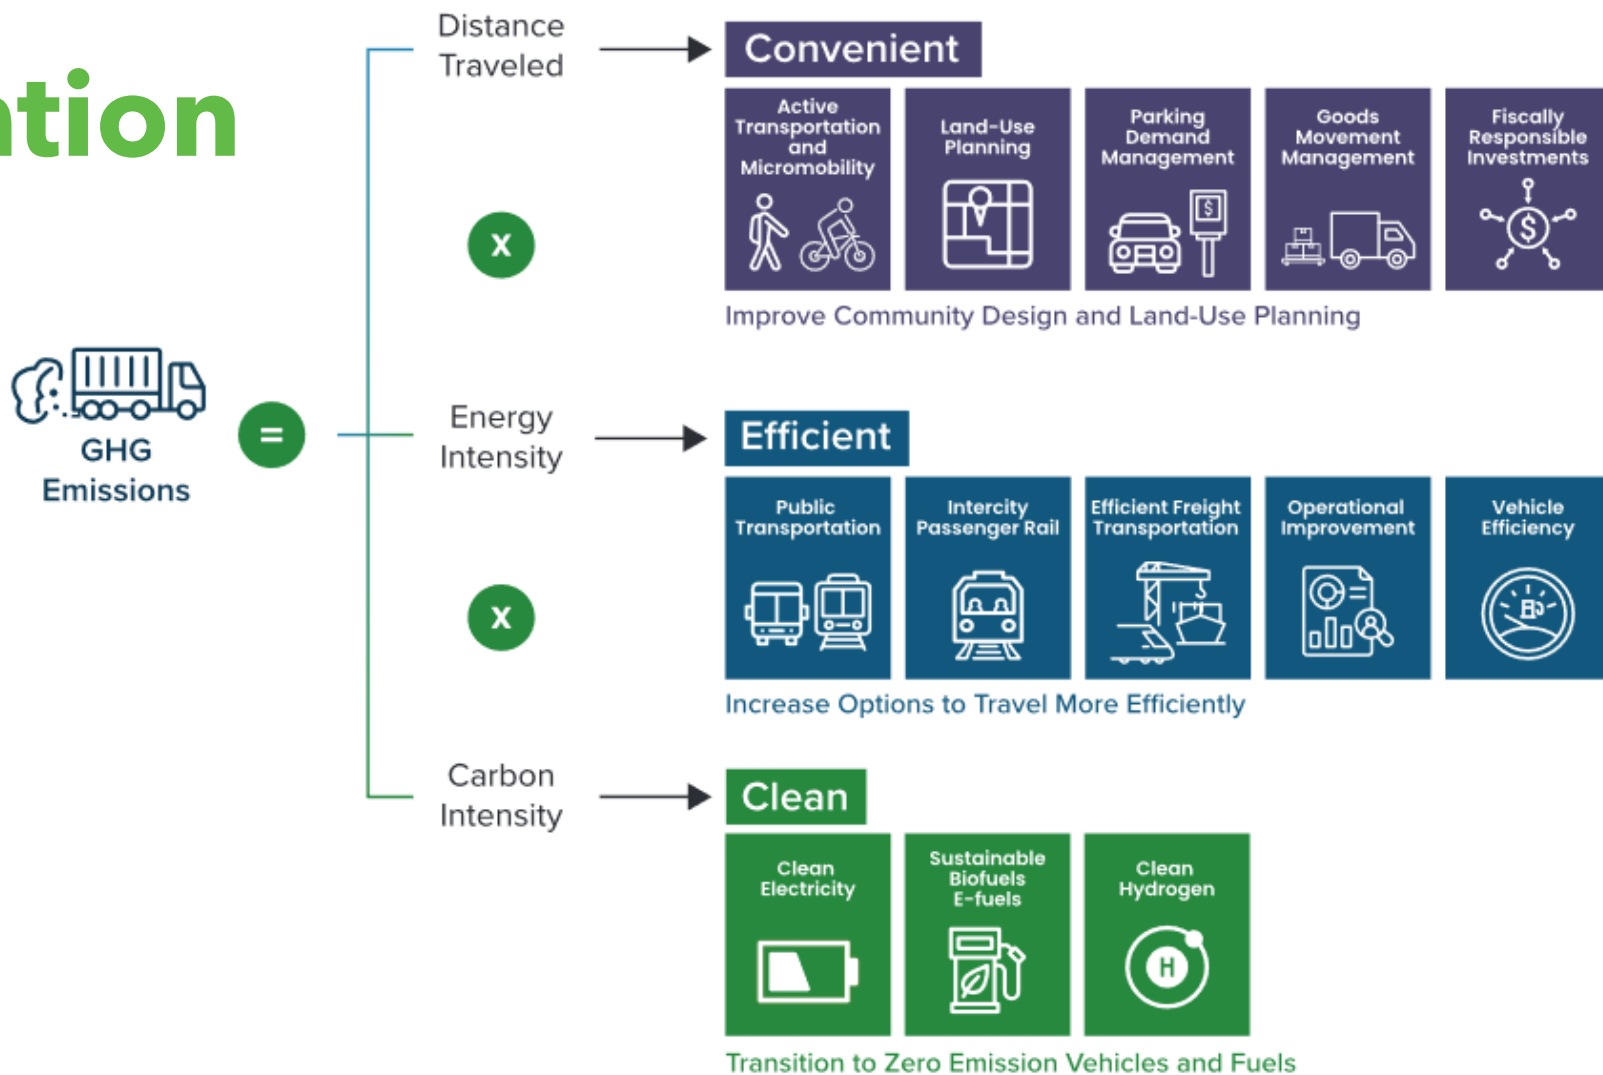 ation
Distance
Traveled
Convenient
Active
Transportation
and
Micromobility
Land-Use
Planning
Parking
Demand
Management
$
Goods
Movement
Management
Fiscally
Responsible
Investments
$
x
Improve Community Design and Land-Use Planning
GHG
Emissions
=
Energy
Intensity
Efficient
Public
Transportation
Intercity
Passenger Rail
Efficient Freight
Transportation
Operational
Improvement
Vehicle
Efficiency
x
Increase Options to Travel More Efficiently
Carbon
Intensity
Clean
Clean
Electricity
Sustainable
Biofuels
E-fuels
Clean
Hydrogen
H
Transition to Zero Emission Vehicles and Fuels